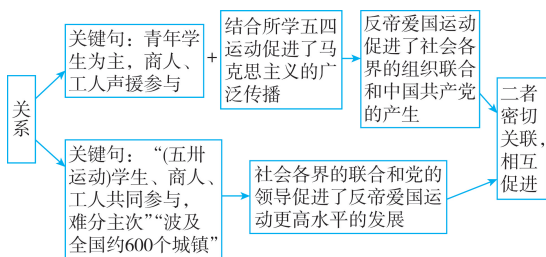 关系
关键句：青年学
生为主，商人、
工人声援参与
+
结合所学五四
运动促进了马
克思主义的广
泛传播
反帝爱国运动
促进了社会各
界的组织联合
和中国共产党
的产生
关键句：“(五卅
运动)学生、商人、
工人共同参与，
难分主次”“波及
全国约600个城镇”
社会各界的联合和党的
领导促进了反帝爱国运
动更高水平的发展
二者
密切
关联，
相互
促进